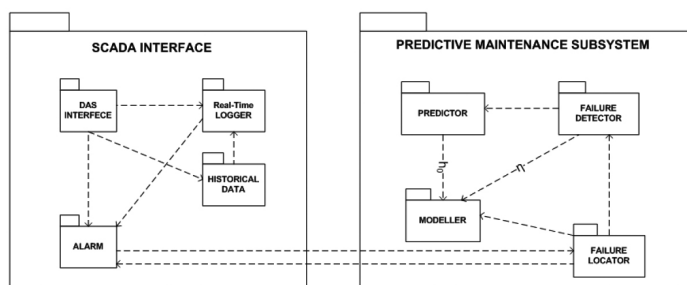 SCADA INTERFACE
DAS
INTERFECE
Real-Time
LOGGER
HISTORICAL
DATA
ALARM
PREDICTIVE MAINTENANCE SUBSYSTEM
PREDICTOR
FAILURE
DETECTOR
h₀
η
MODELLER
FAILURE
LOCATOR